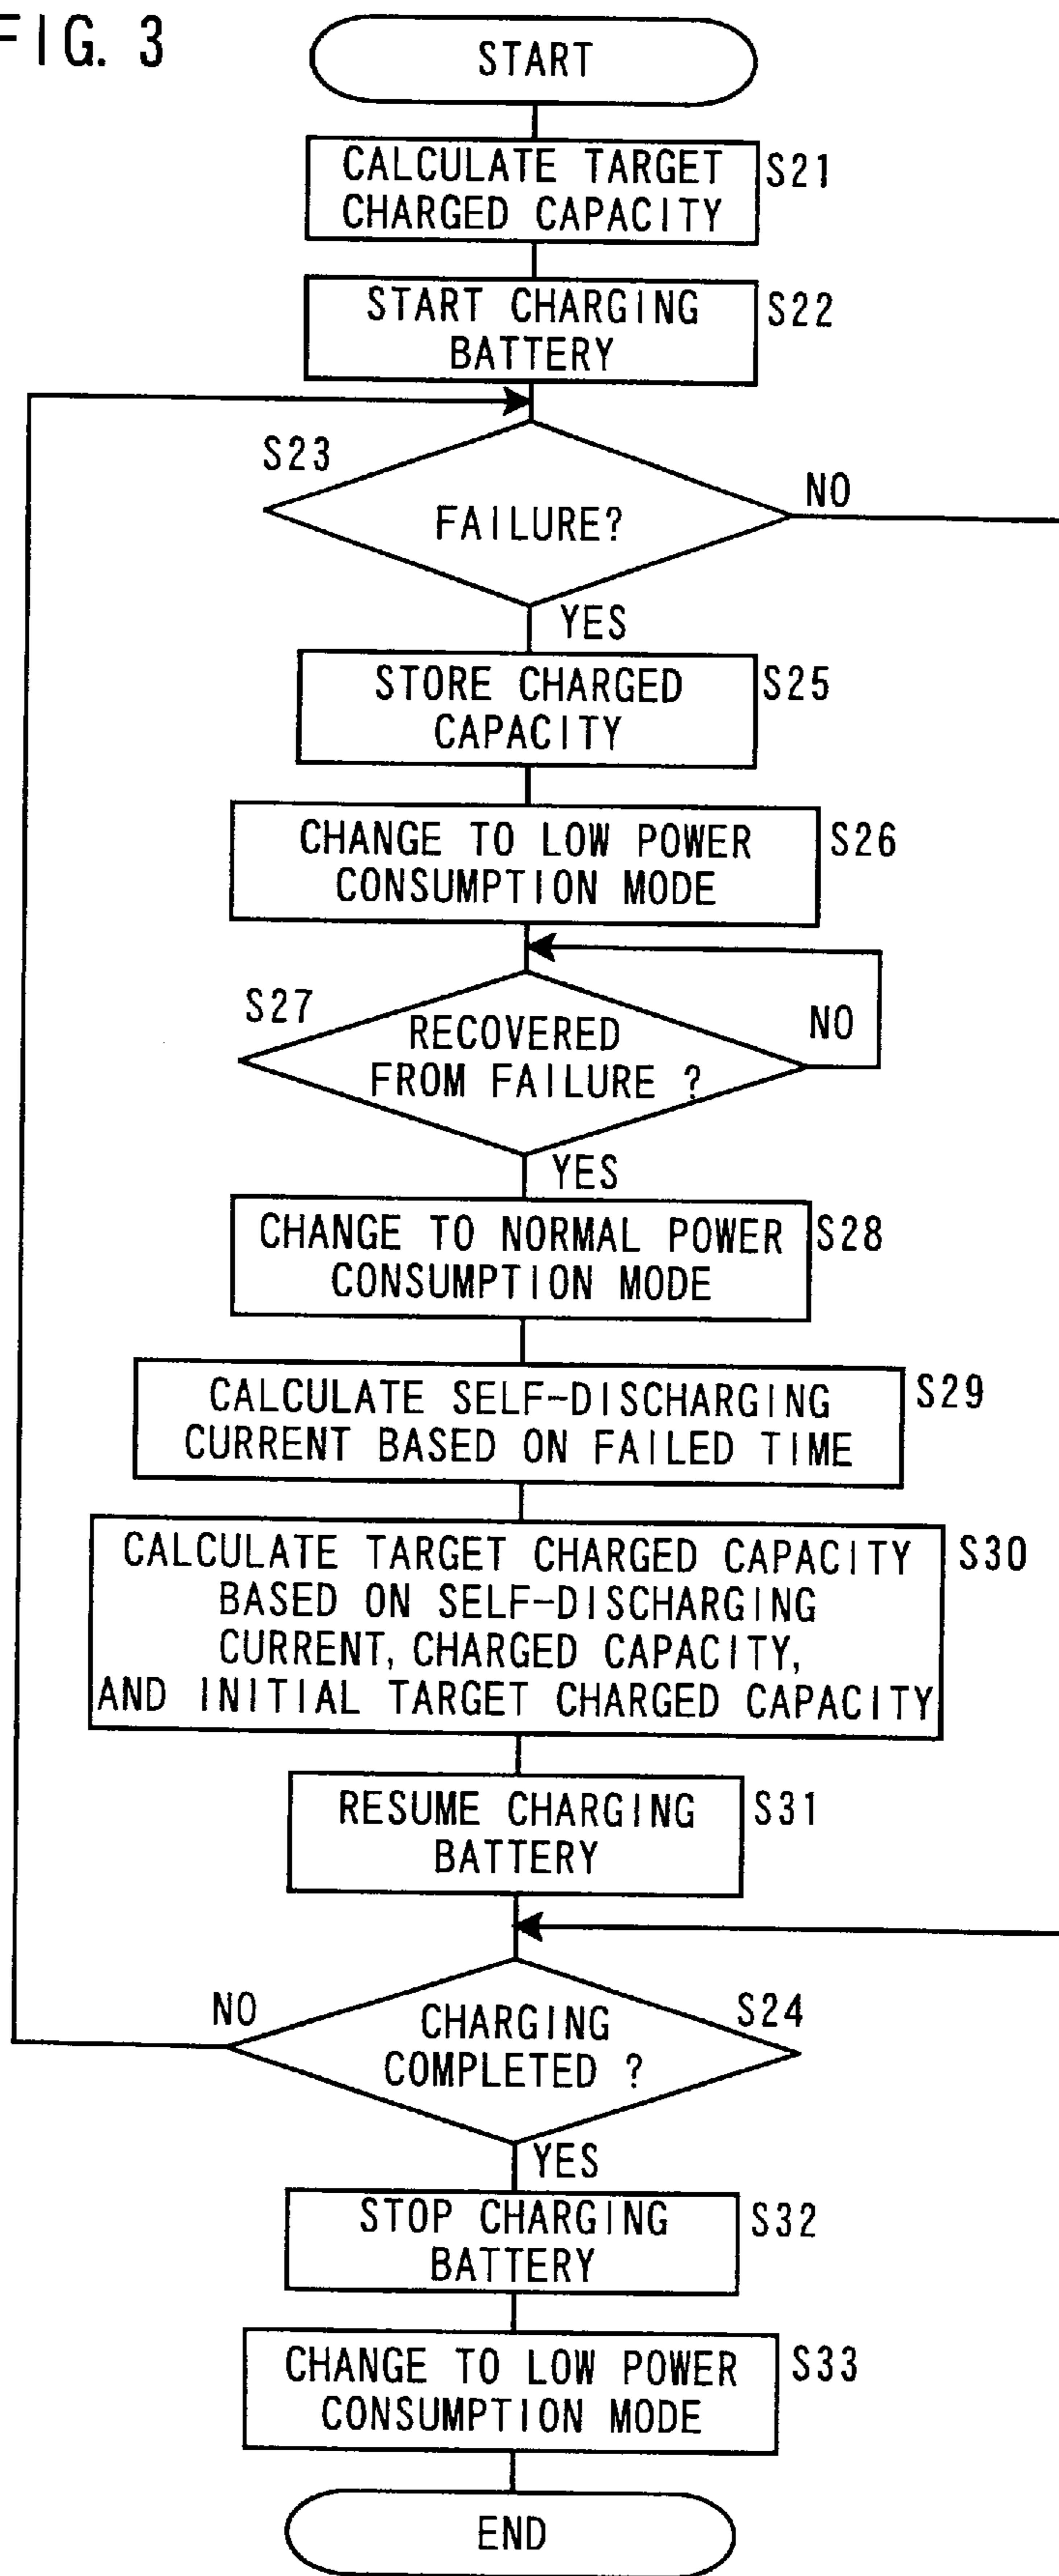 FIG. 3
START
CALCULATE TARGET
CHARGED CAPACITY
S21
START CHARGING
BATTERY
S22
S23
FAILURE?
NO
YES
STORE CHARGED
CAPACITY
S25
CHANGE TO LOW POWER
CONSUMPTION MODE
S26
S27
RECOVERED
FROM FAILURE ?
NO
YES
CHANGE TO NORMAL POWER
CONSUMPTION MODE
S28
CALCULATE SELF-DISCHARGING
CURRENT BASED ON FAILED TIME
S29
CALCULATE TARGET CHARGED CAPACITY
BASED ON SELF-DISCHARGING
CURRENT, CHARGED CAPACITY,
AND INITIAL TARGET CHARGED CAPACITY
S30
RESUME CHARGING
BATTERY
S31
NO
CHARGING
COMPLETED ?
S24
YES
STOP CHARGING
BATTERY
S32
CHANGE TO LOW POWER
CONSUMPTION MODE
S33
END